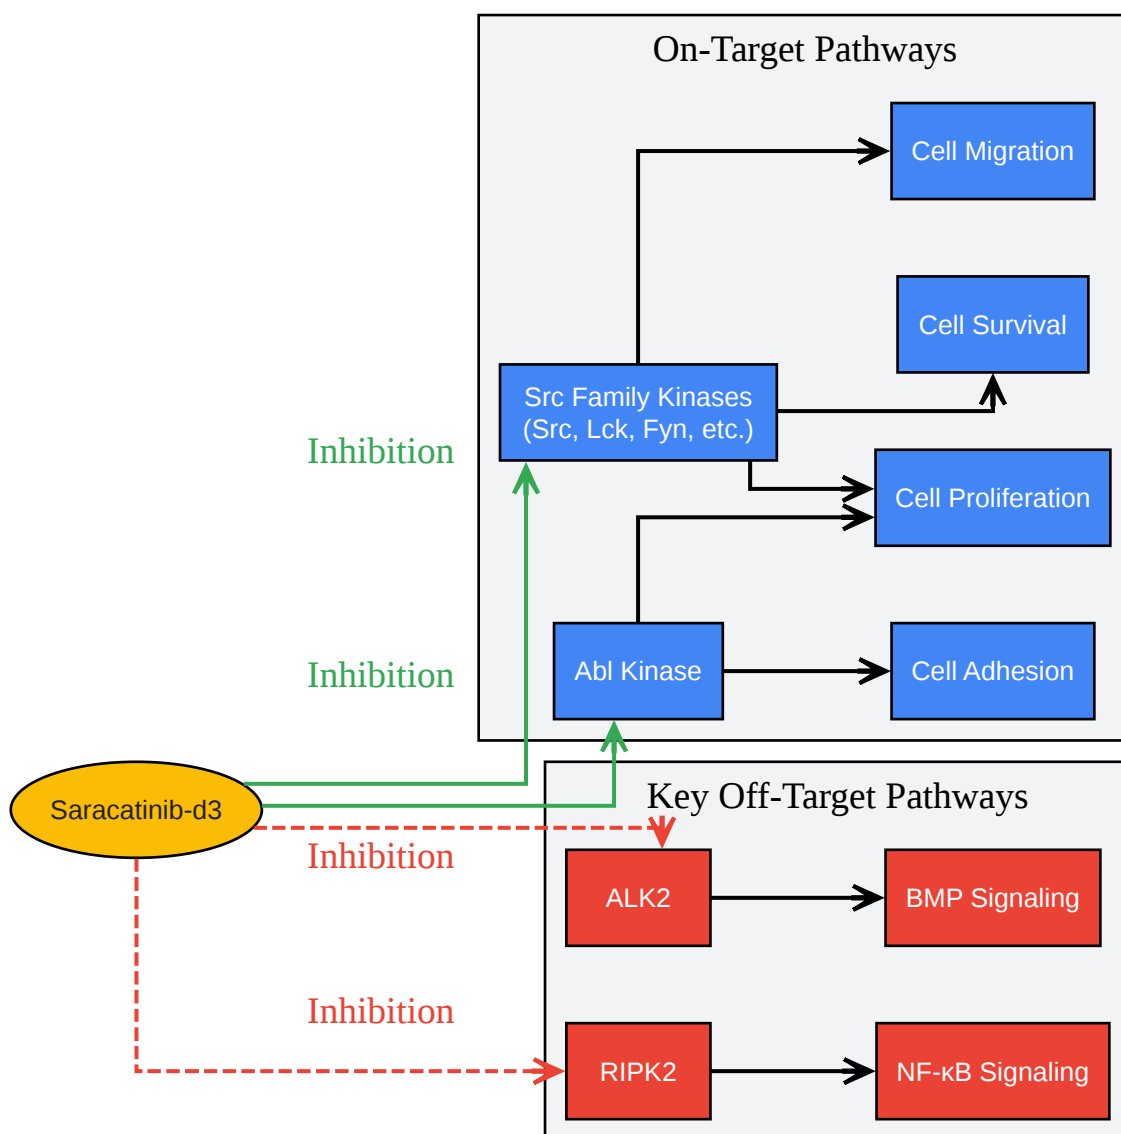 On-Target Pathways
Cell Migration
Cell Survival
Src Family Kinases
(Src, Lck, Fyn, etc.)
Inhibition
Cell Proliferation
Inhibition
Abl Kinase
Cell Adhesion
Saracatinib-d3
Key Off-Target Pathways
Inhibition
ALK2
BMP Signaling
Inhibition
RIPK2
NF-κB Signaling